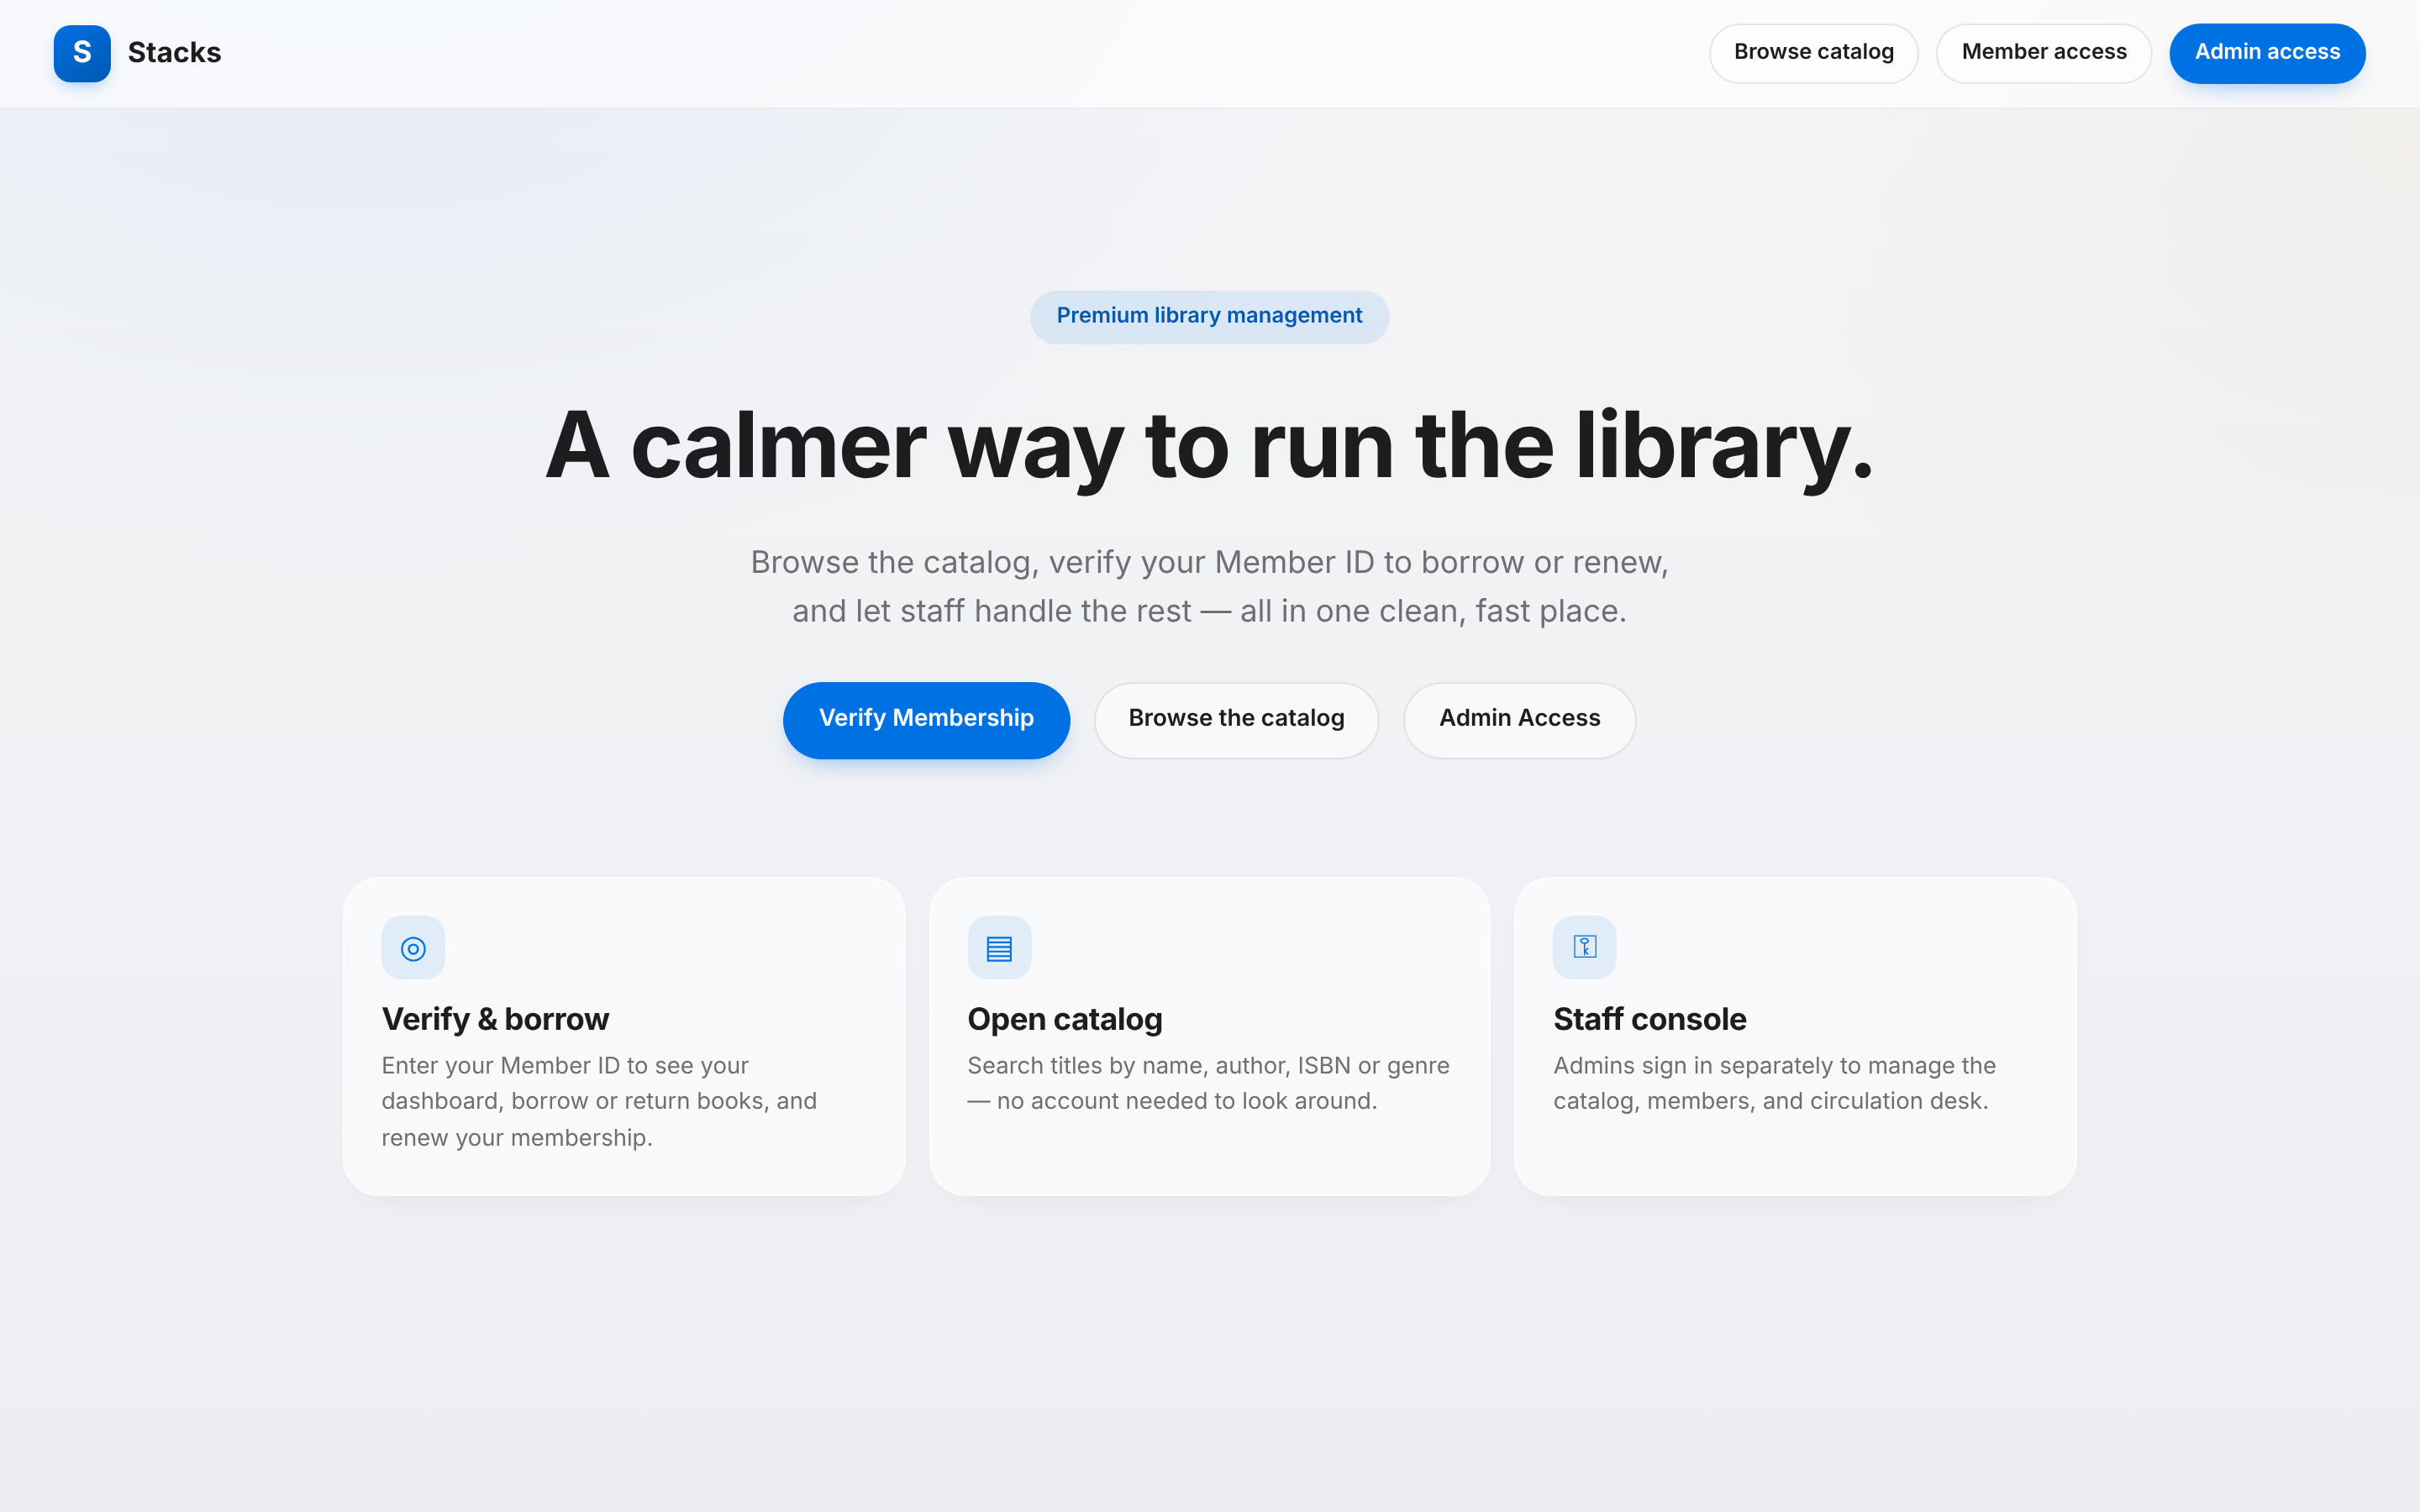 S Stacks
Browse catalog
Member access
Admin access
Premium library management
A calmer way to run the library.
Browse the catalog, verify your Member ID to borrow or renew,
and let staff handle the rest — all in one clean, fast place.
Verify Membership
Browse the catalog
Admin Access
Verify & borrow
Enter your Member ID to see your
dashboard, borrow or return books, and
renew your membership.
Open catalog
Search titles by name, author, ISBN or genre
— no account needed to look around.
Staff console
Admins sign in separately to manage the
catalog, members, and circulation desk.